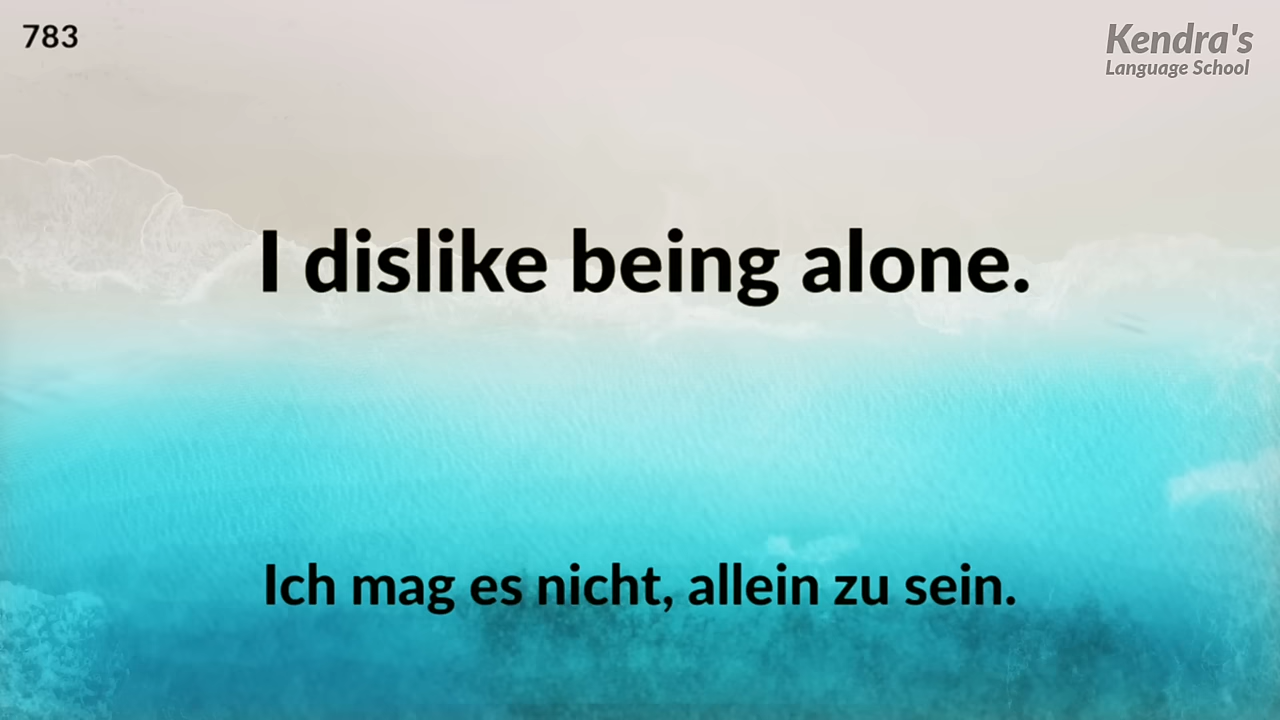 783
Kendra's
Language School
I dislike being alone.
Ich mag es nicht, allein zu sein.